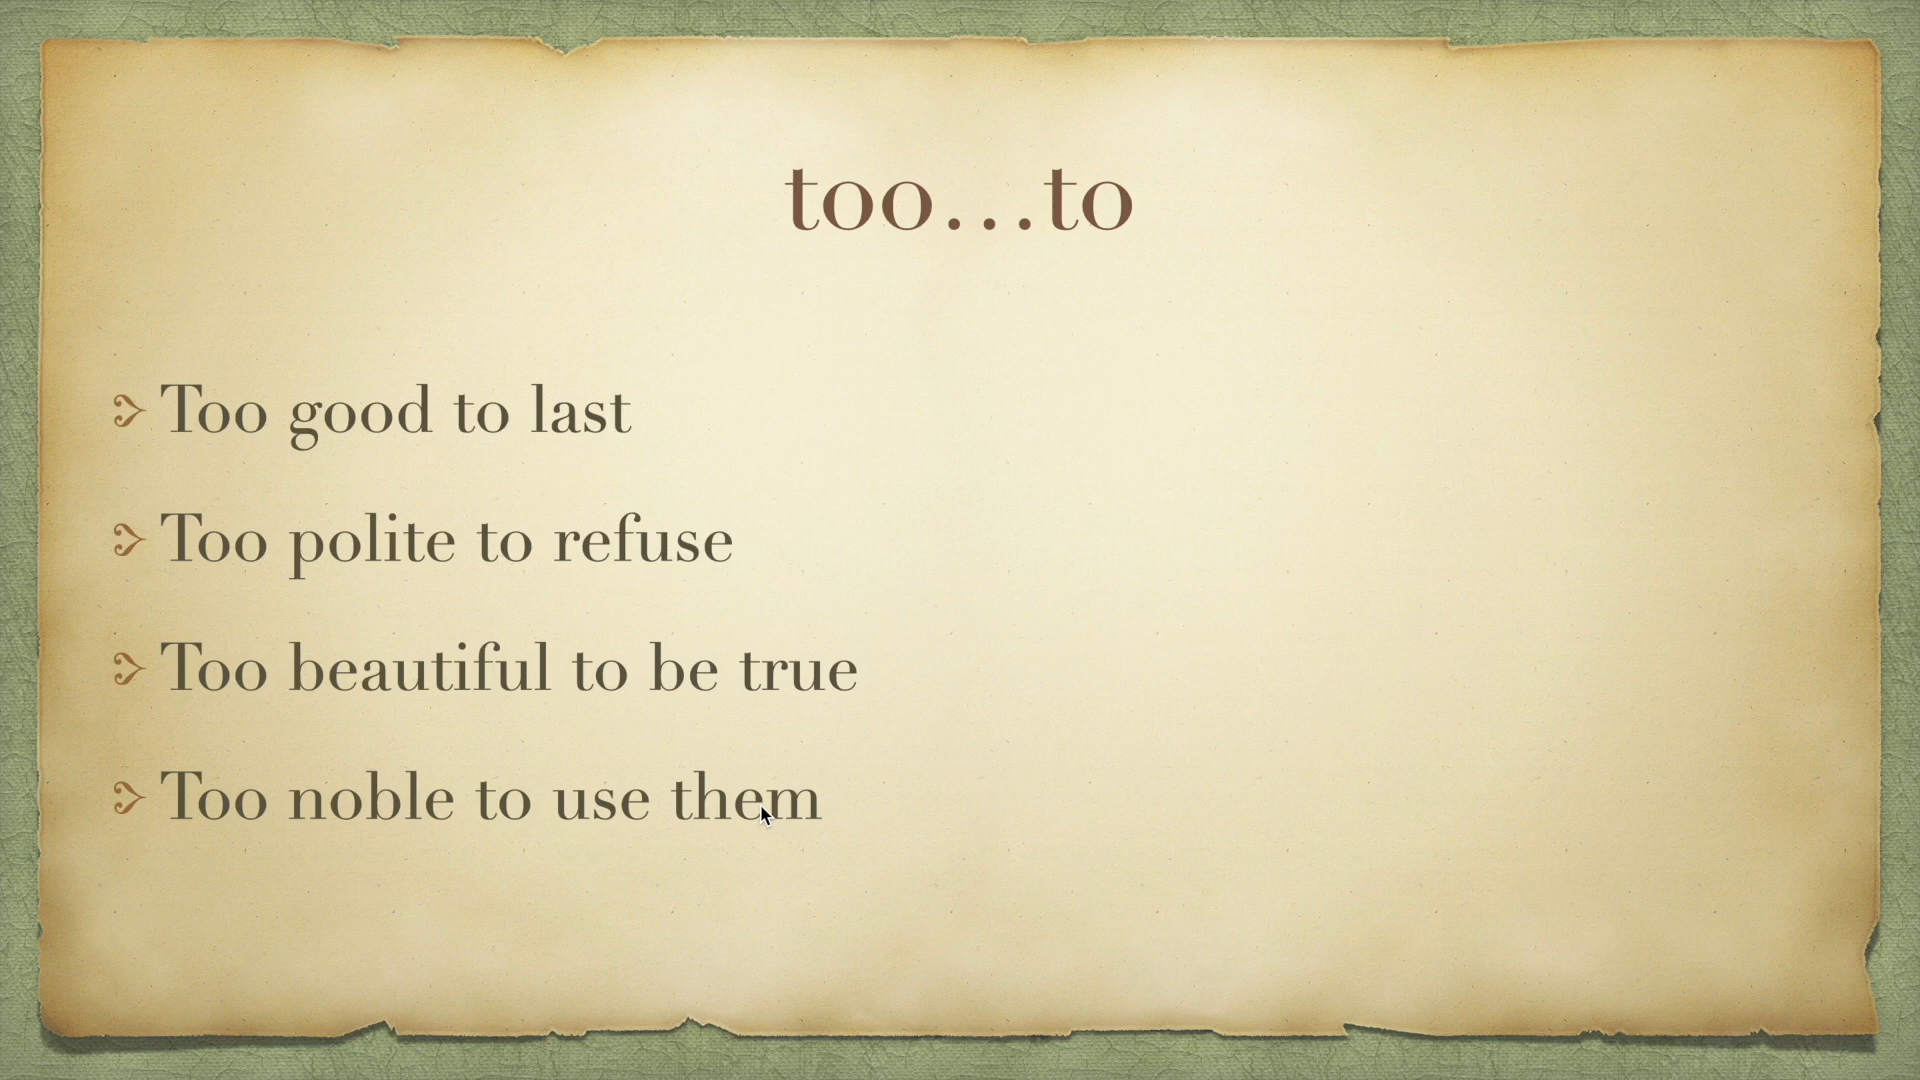 too…to
Too good to last
Too polite to refuse
Too beautiful to be true
Too noble to use them